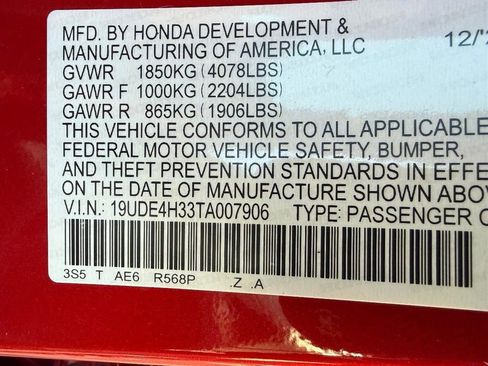 MFD. BY HONDA DEVELOPMENT &
MANUFACTURING OF AMERICA, LLC 12/'2
GVWR 1850KG (4078LBS)
GAWR F 1000KG (2204LBS)
GAWR R 865KG (1906LBS)
THIS VEHICLE CONFORMS TO ALL APPLICABLE
FEDERAL MOTOR VEHICLE SAFETY, BUMPER,
AND THEFT PREVENTION STANDARDS IN EFFE
ON THE DATE OF MANUFACTURE SHOWN ABOV
V.I.N.: 19UDE4H33TA007906 TYPE: PASSENGER C
3S5 T AE6 R568P .Z .A